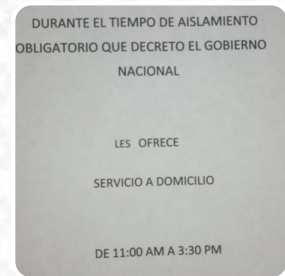 DURANTE EL TIEMPO DE AISLAMIENTO
OBLIGATORIO QUE DECRETO EL GOBIERNO
NACIONAL
LES OFRECE
SERVICIO A DOMICILIO
DE 11:00 AM A 3:30 PM